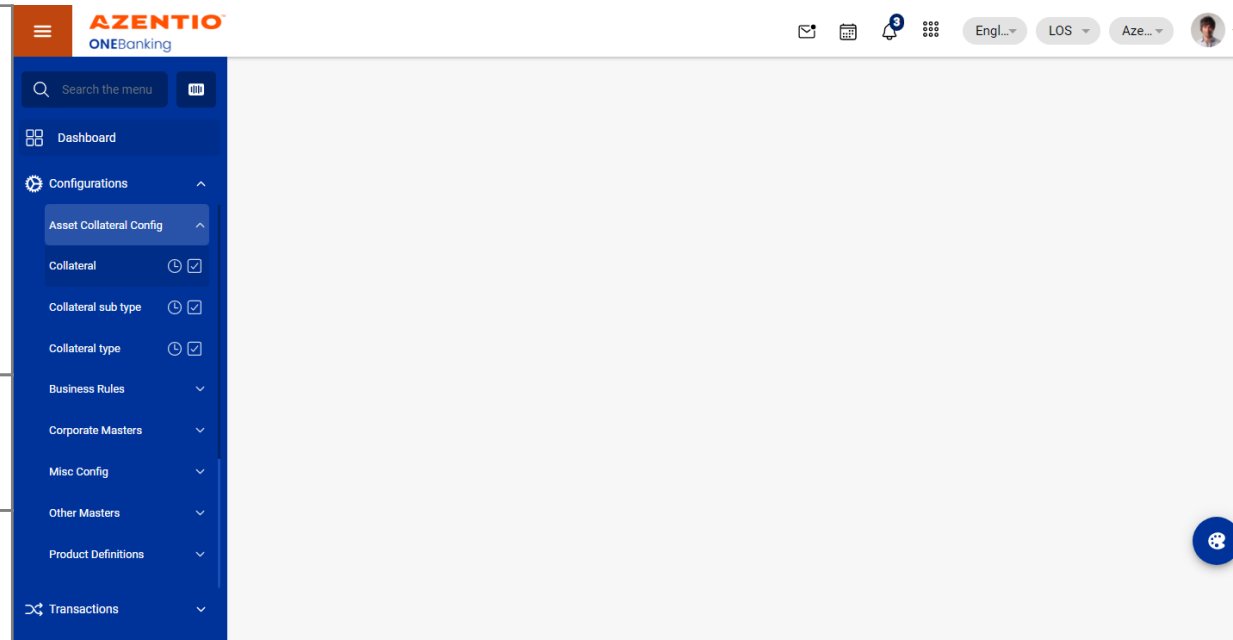 AZENTIO
ONEBanking
3
Engl...
LOS
Aze...
Search the menu
Dashboard
Configurations
Asset Collateral Config
Collateral
Collateral sub type
Collateral type
Business Rules
Corporate Masters
Misc Config
Other Masters
Product Definitions
Transactions